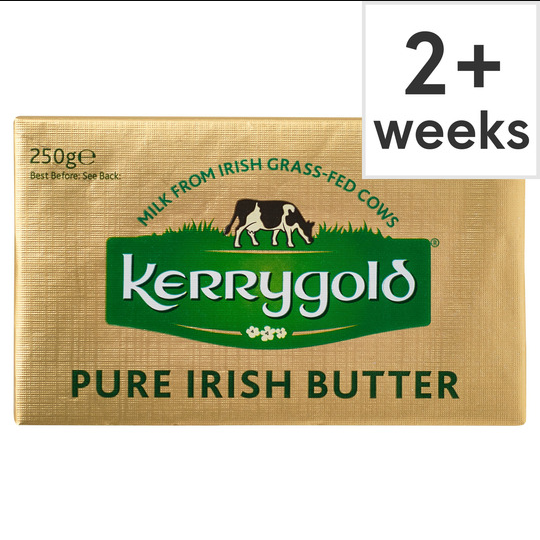 2+
weeks
250g℮
Best Before: See Back:
MILK FROM IRISH GRASS-FED COWS
Kerrygold®
PURE IRISH BUTTER